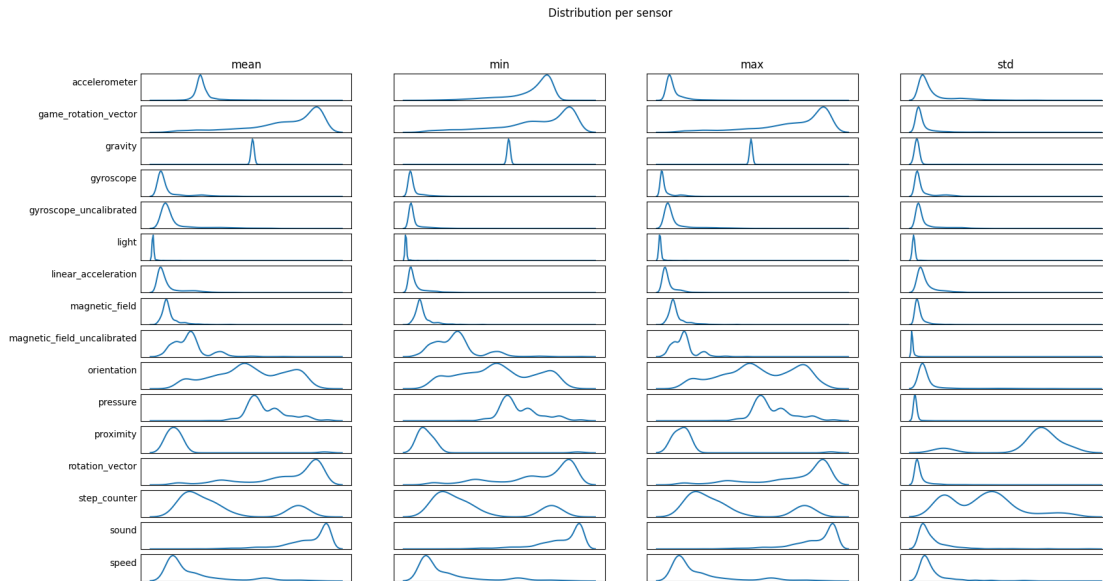 Distribution per sensor
mean min max std
accelerometer
game_rotation_vector
gravity
gyroscope
gyroscope_uncalibrated
light
linear_acceleration
magnetic_field
magnetic_field_uncalibrated
orientation
pressure
proximity
rotation_vector
step_counter
sound
speed